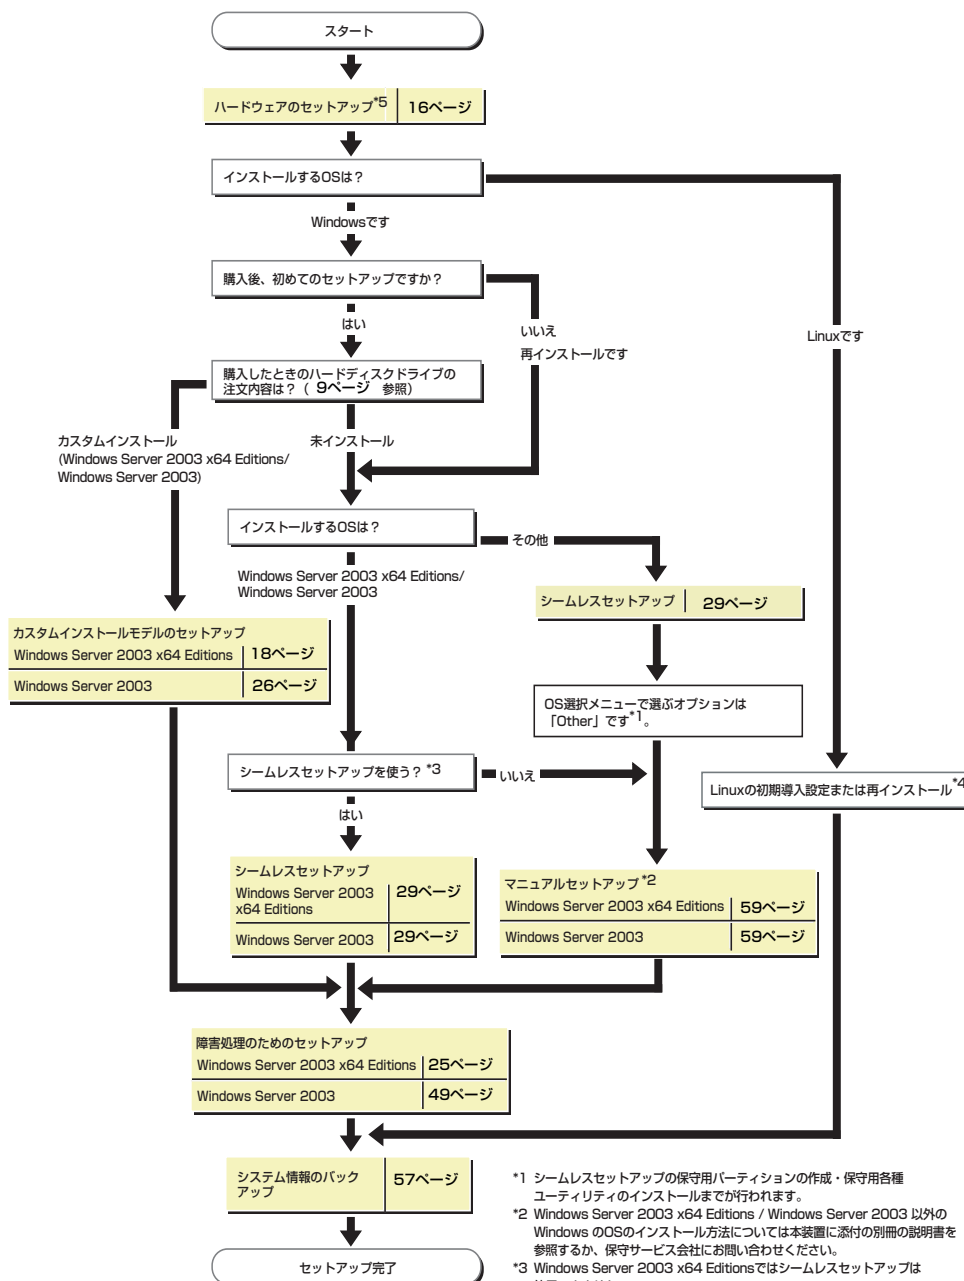 スタート
ハードウェアのセットアップ*5 16ページ
インストールするOSは？
Windowsです
購入後、初めてのセットアップですか？
はい
いいえ
再インストールです
Linuxです
購入したときのハードディスクドライブの
注文内容は？（ 9ページ 参照）
カスタムインストール
(Windows Server 2003 x64 Editions/
Windows Server 2003)
未インストール
インストールするOSは？
その他
Windows Server 2003 x64 Editions/
Windows Server 2003
シームレスセットアップ 29ページ
カスタムインストールモデルのセットアップ
Windows Server 2003 x64 Editions 18ページ
Windows Server 2003 26ページ
OS選択メニューで選ぶオプションは
「Other」です*1。
シームレスセットアップを使う？*3
いいえ
はい
Linuxの初期導入設定または再インストール*4
シームレスセットアップ
Windows Server 2003
x64 Editions 29ページ
Windows Server 2003 29ページ
マニュアルセットアップ*2
Windows Server 2003 x64 Editions 59ページ
Windows Server 2003 59ページ
障害処理のためのセットアップ
Windows Server 2003 x64 Editions 25ページ
Windows Server 2003 49ページ
システム情報のバック
アップ 57ページ
セットアップ完了
*1 シームレスセットアップの保守用パーティションの作成・保守用各種
ユーティリティのインストールまでが行われます。
*2 Windows Server 2003 x64 Editions / Windows Server 2003 以外の
Windows のOSのインストール方法については本装置に添付の別冊の説明書を
参照するか、保守サービス会社にお問い合わせください。
*3 Windows Server 2003 x64 Editionsではシームレスセットアップは